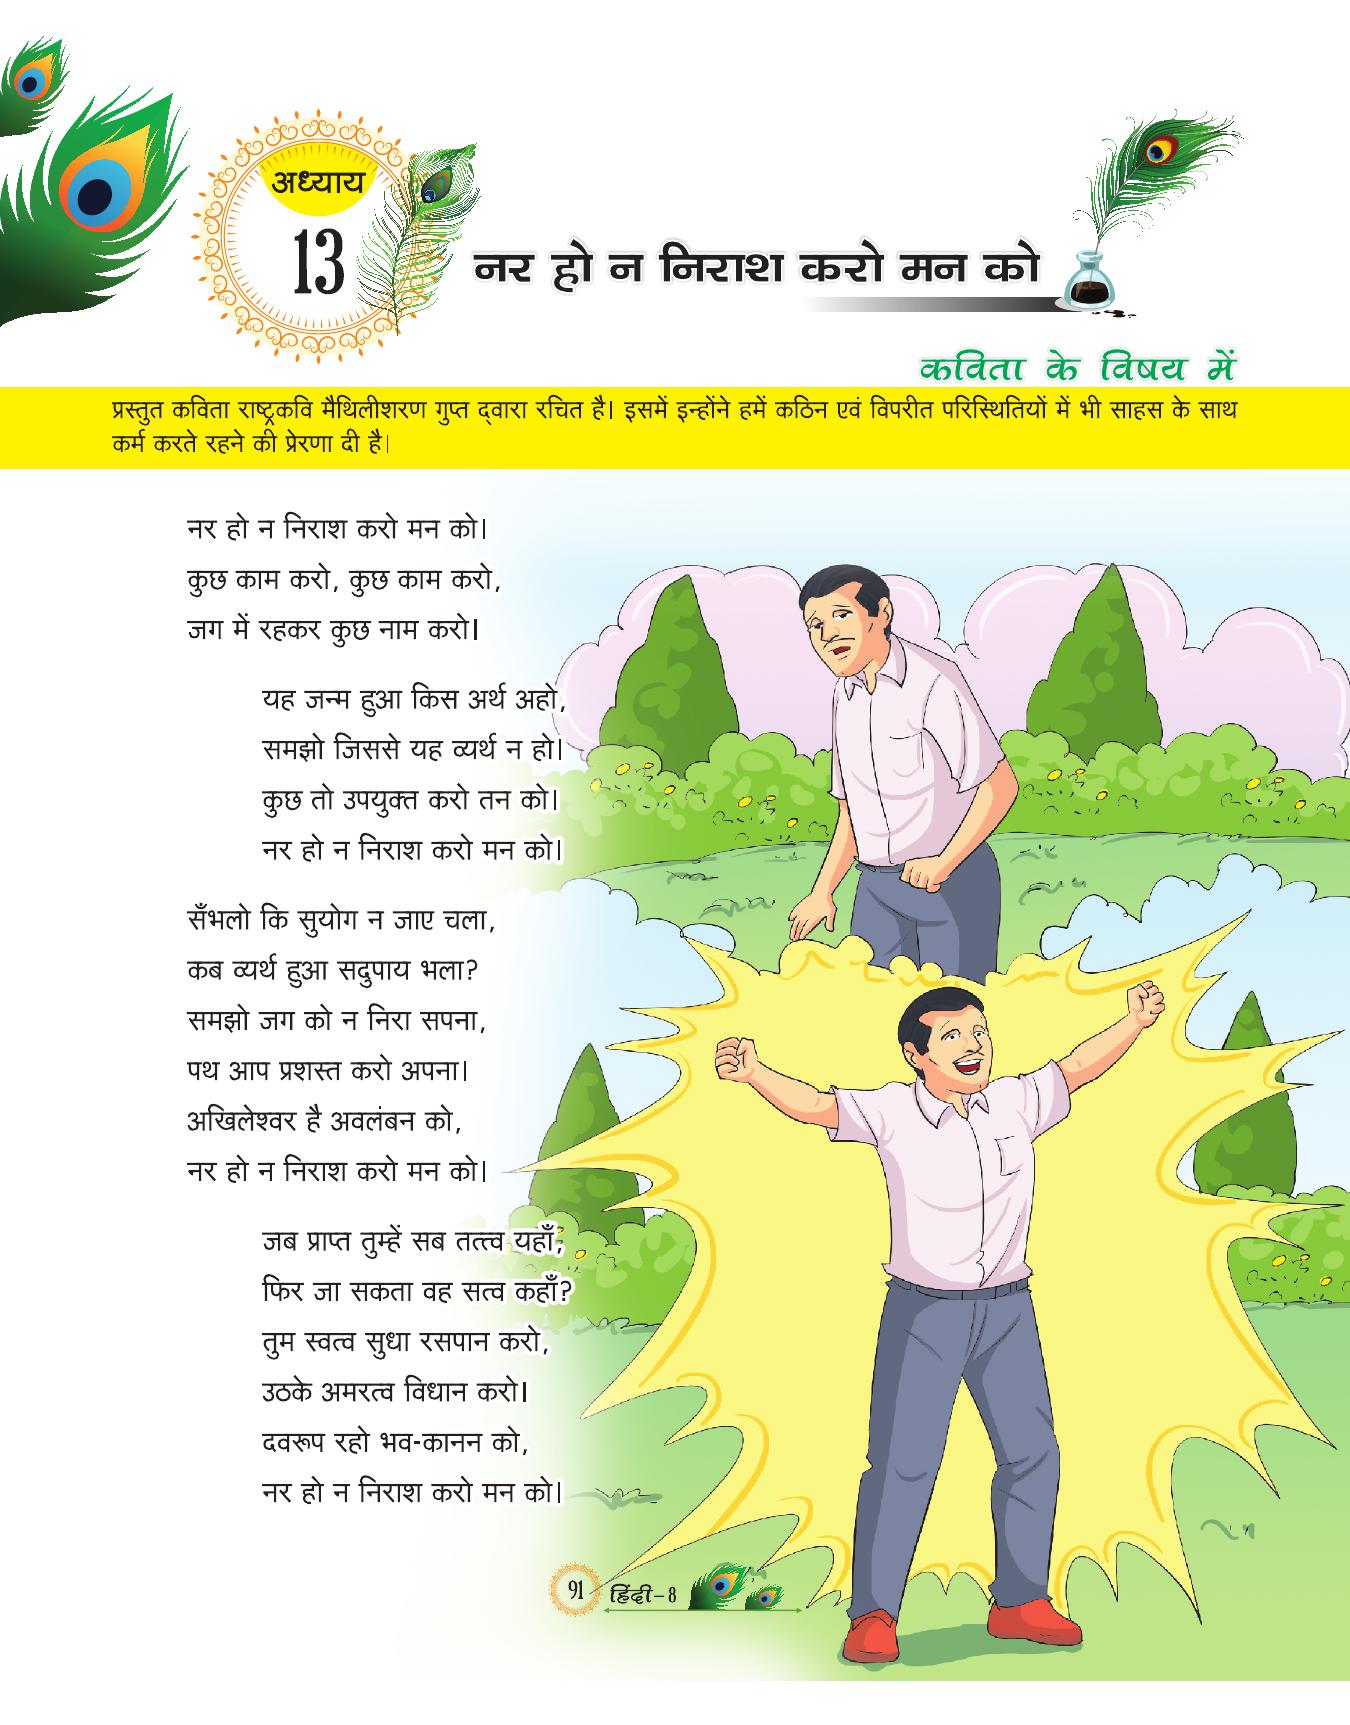 अध्याय
13
नर हो न निराश करो मन को
कविता के विषय में
प्रस्तुत कविता राष्ट्रकवि मैथिलीशरण गुप्त द्वारा रचित है। इसमें इन्होंने हमें कठिन एवं विपरीत परिस्थितियों में भी साहस के साथ
कर्म करते रहने की प्रेरणा दी है।
नर हो न निराश करो मन को।
कुछ काम करो, कुछ काम करो,
जग में रहकर कुछ नाम करो।
यह जन्म हुआ किस अर्थ अहो,
समझो जिससे यह व्यर्थ न हो।
कुछ तो उपयुक्त करो तन को।
नर हो न निराश करो मन को।
सँभलो कि सुयोग न जाए चला,
कब व्यर्थ हुआ सदुपाय भला?
समझो जग को न निरा सपना,
पथ आप प्रशस्त करो अपना।
अखिलेश्वर है अवलंबन को,
नर हो न निराश करो मन को।
जब प्राप्त तुम्हें सब तत्त्व यहाँ,
फिर जा सकता वह सत्व कहाँ?
तुम स्वत्व सुधा रसपान करो,
उठके अमरत्व विधान करो।
दवरूप रहो भव-कानन को,
नर हो न निराश करो मन को।
91 हिंदी–8